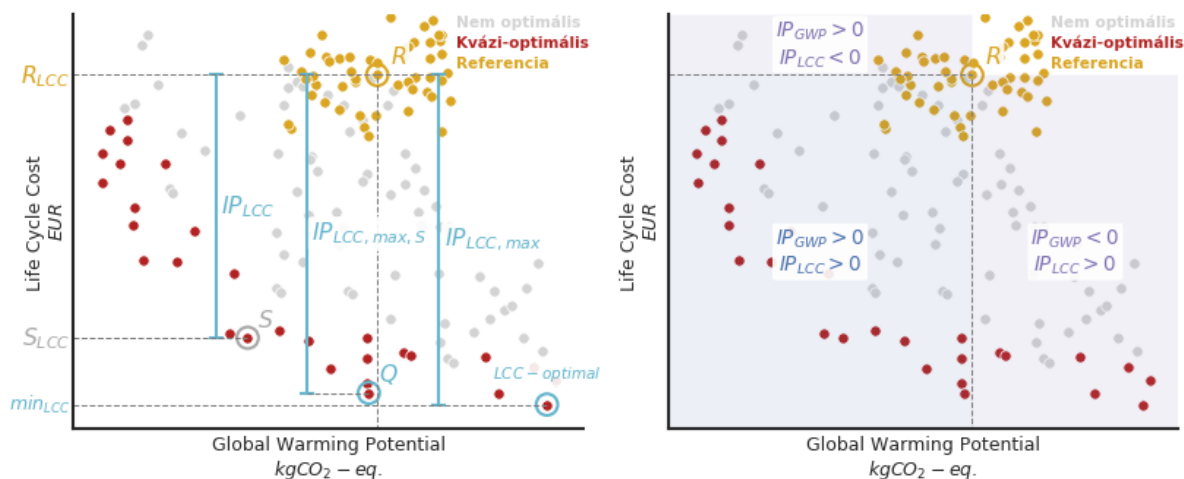 Nem optimális
Kvázi-optimális
Referencia
R
R_LCC
IP_LCC
IP_LCC,max,S
IP_LCC,max
S
S_LCC
Q
LCC − optimal
min_LCC
Life Cycle Cost
EUR
Global Warming Potential
kgCO₂ − eq.
IP_GWP > 0
IP_LCC < 0
Nem optimális
Kvázi-optimális
Referencia
R
IP_GWP > 0
IP_LCC > 0
IP_GWP < 0
IP_LCC > 0
Life Cycle Cost
EUR
Global Warming Potential
kgCO₂ − eq.